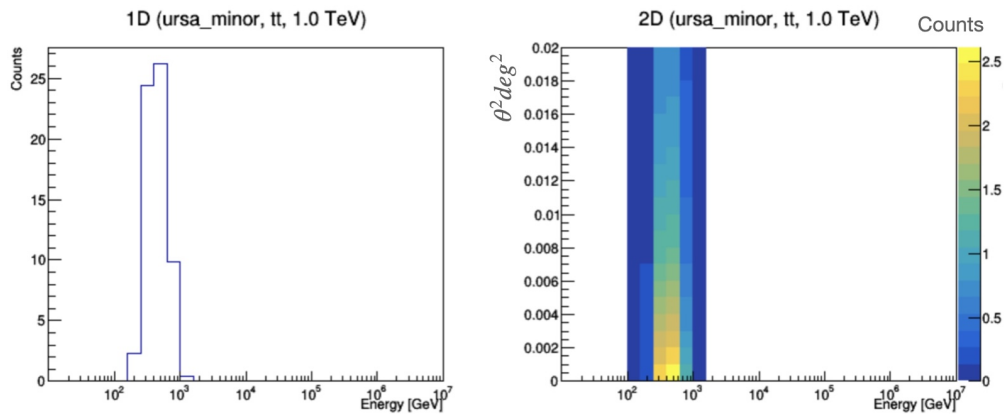 1D (ursa_minor, tt, 1.0 TeV)
Counts
25
20
15
10
5
0
10² 10³ 10⁴ 10⁵ 10⁶ 10⁷
Energy [GeV]
2D (ursa_minor, tt, 1.0 TeV)
Counts
θ²deg²
0.02
0.018
0.016
0.014
0.012
0.01
0.008
0.006
0.004
0.002
0
10² 10³ 10⁴ 10⁵ 10⁶ 10⁷
Energy [GeV]
2.5
2
1.5
1
0.5
0